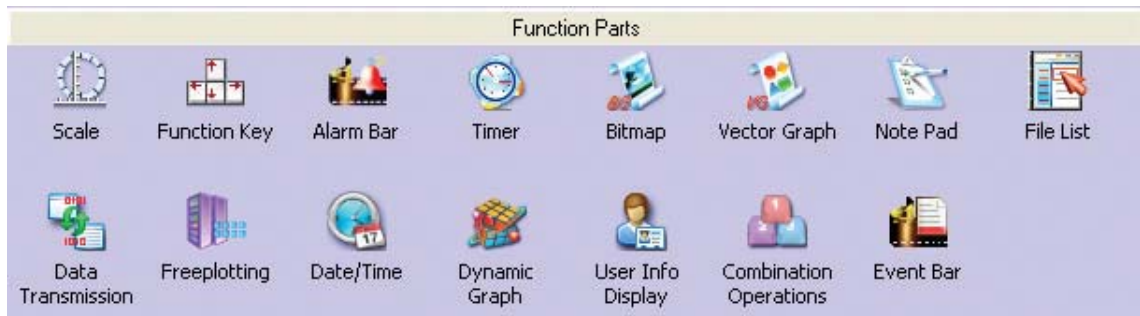 Function Parts
Scale
Function Key
Alarm Bar
Timer
Bitmap
Vector Graph
Note Pad
File List
Data
Transmission
Freeplotting
Date/Time
Dynamic
Graph
User Info
Display
Combination
Operations
Event Bar